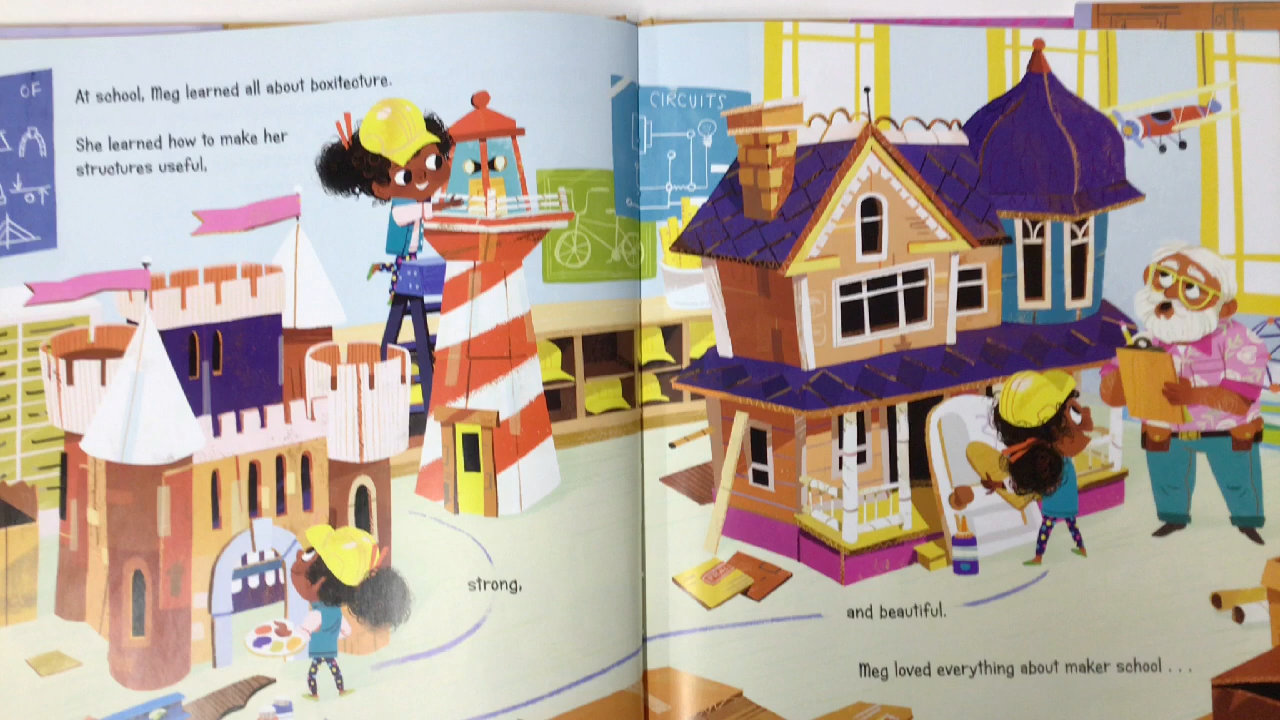 OF
At school, Meg learned all about boxitecture.
She learned how to make her
structures useful,
CIRCUITS
strong,
and beautiful.
Meg loved everything about maker school . . .